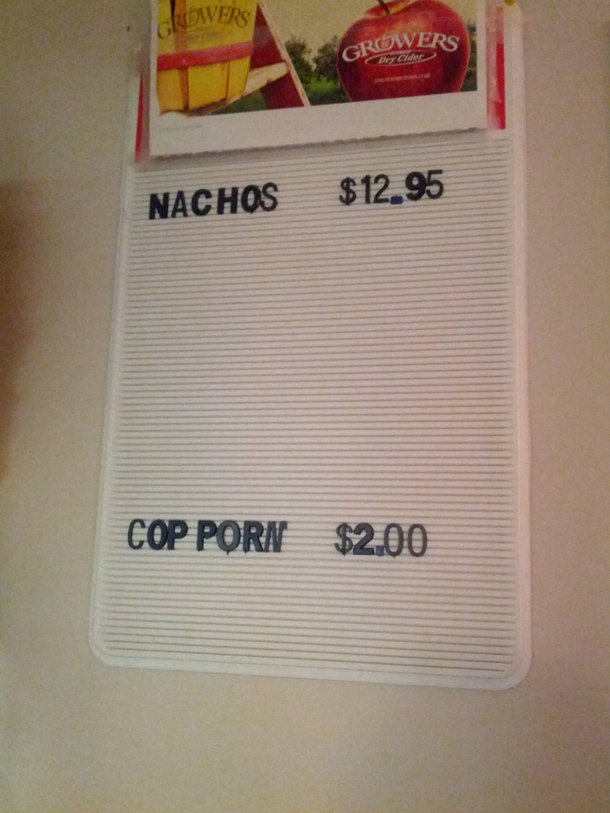 GROWERS
GROWERS
Dry Cider
NACHOS $12.95
COP PORN $2.00